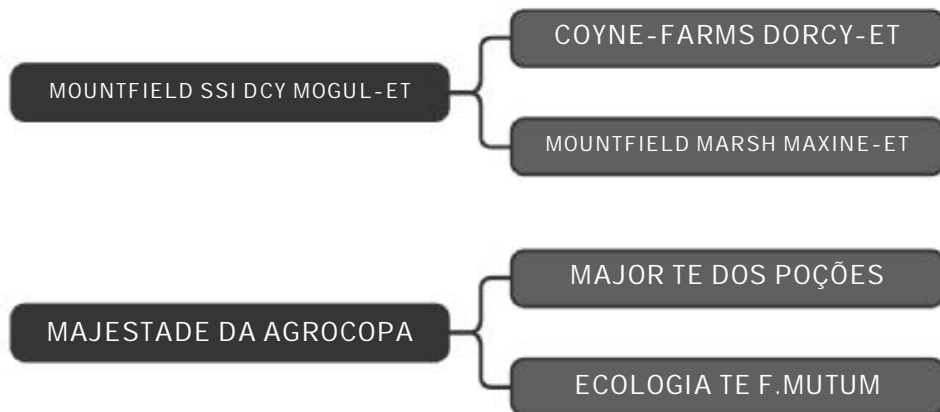 COYNE-FARMS DORCY-ET
MOUNTFIELD SSI DCY MOGUL-ET
MOUNTFIELD MARSH MAXINE-ET
MAJOR TE DOS POÇÕES
MAJESTADE DA AGROCOPA
ECOLOGIA TE F.MUTUM